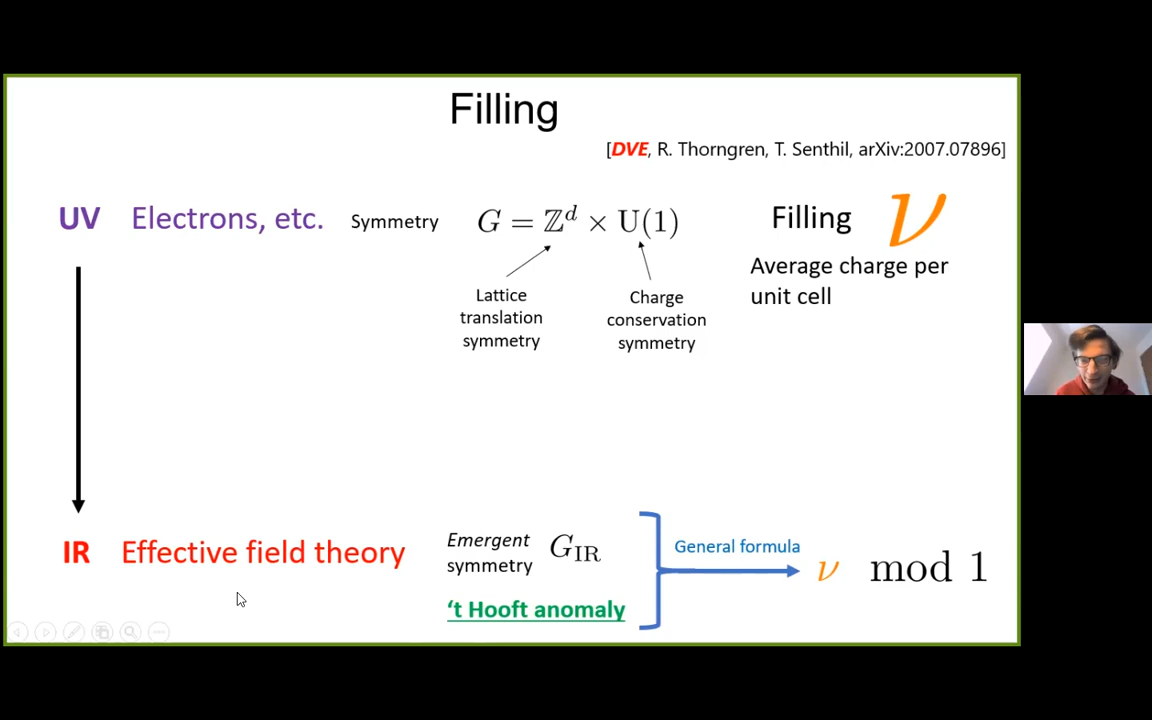 Filling
[DVE, R. Thorngren, T. Senthil, arXiv:2007.07896]
UV Electrons, etc. Symmetry G = ℤ^d × U(1) Filling ν
Average charge per
unit cell
Lattice
translation
symmetry
Charge
conservation
symmetry
IR Effective field theory
Emergent
symmetry
G_IR
‘t Hooft anomaly
General formula
ν mod 1